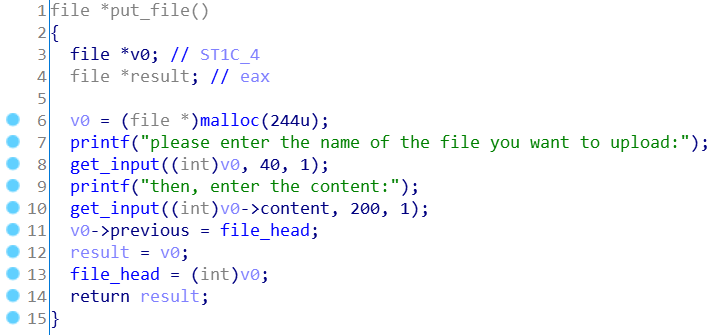 1 file *put_file()
2 {
3   file *v0; // ST1C_4
4   file *result; // eax
5
6   v0 = (file *)malloc(244u);
7   printf("please enter the name of the file you want to upload:");
8   get_input((int)v0, 40, 1);
9   printf("then, enter the content:");
10   get_input((int)v0->content, 200, 1);
11   v0->previous = file_head;
12   result = v0;
13   file_head = (int)v0;
14   return result;
15 }